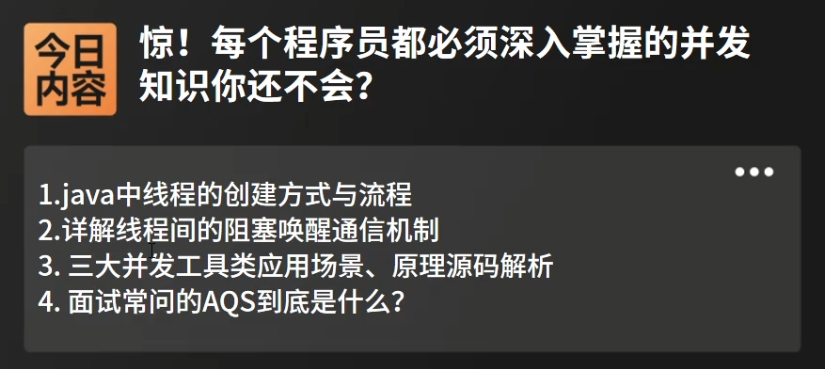 今日
内容
惊！每个程序员都必须深入掌握的并发
知识你还不会？
1.java中线程的创建方式与流程
2.详解线程间的阻塞唤醒通信机制
3. 三大并发工具类应用场景、原理源码解析
4. 面试常问的AQS到底是什么？